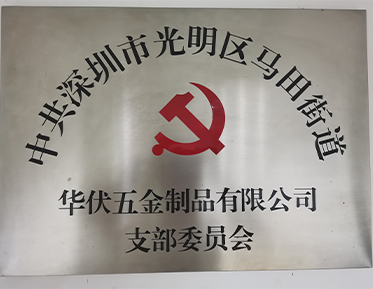 中共深圳市光明区马田街道
华伏五金制品有限公司
支部委员会